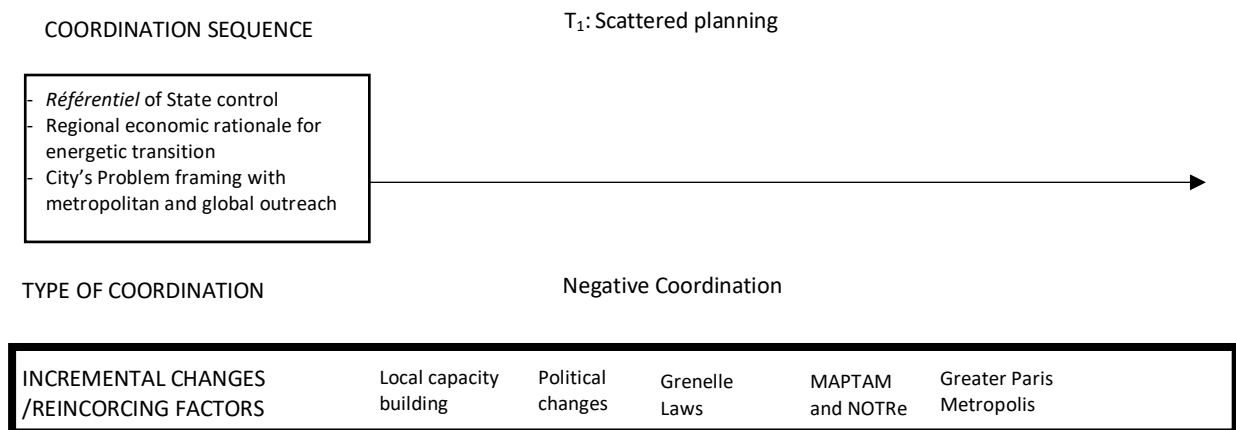 COORDINATION SEQUENCE
T₁: Scattered planning
- Référentiel of State control
- Regional economic rationale for
energetic transition
- City’s Problem framing with
metropolitan and global outreach
TYPE OF COORDINATION
Negative Coordination
INCREMENTAL CHANGES
/REINCORCING FACTORS
Local capacity
building
Political
changes
Grenelle
Laws
MAPTAM
and NOTRe
Greater Paris
Metropolis